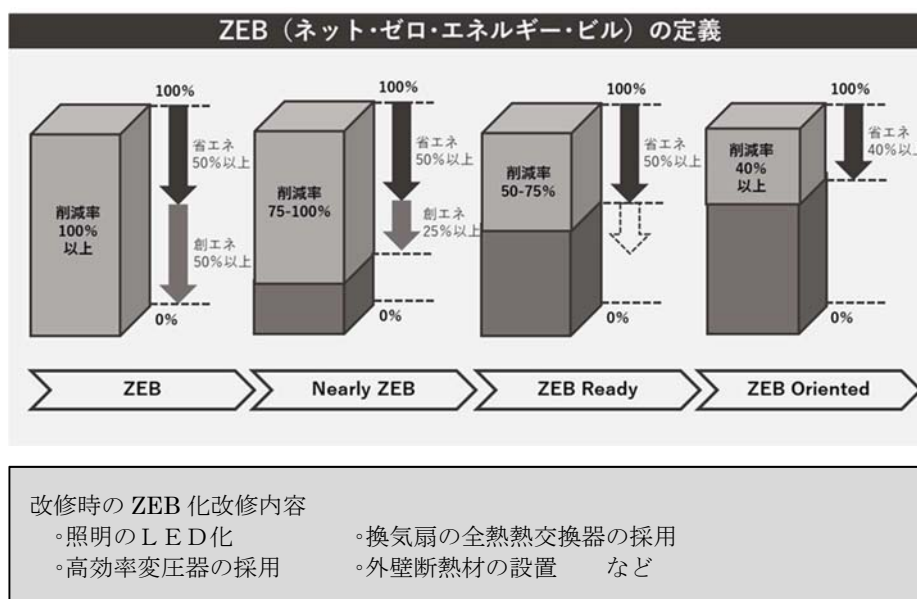 ZEB（ネット・ゼロ・エネルギー・ビル）の定義
100%
省エネ
50%以上
削減率
100%
以上
創エネ
50%以上
0%
ZEB
100%
省エネ
50%以上
削減率
75-100%
創エネ
25%以上
0%
Nearly ZEB
100%
省エネ
50%以上
削減率
50-75%
0%
ZEB Ready
100%
省エネ
40%以上
削減率
40%
以上
0%
ZEB Oriented
改修時の ZEB 化改修内容
◦照明のＬＥＤ化　　◦換気扇の全熱熱交換器の採用
◦高効率変圧器の採用　　◦外壁断熱材の設置　　など